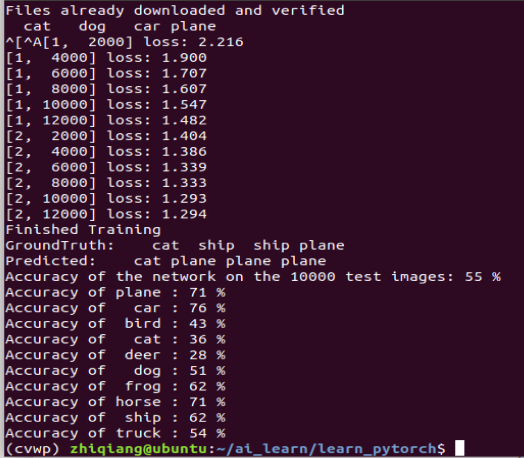 Files already downloaded and verified
  cat   dog   car plane
^[^A[1,  2000] loss: 2.216
[1,  4000] loss: 1.900
[1,  6000] loss: 1.707
[1,  8000] loss: 1.607
[1, 10000] loss: 1.547
[1, 12000] loss: 1.482
[2,  2000] loss: 1.404
[2,  4000] loss: 1.386
[2,  6000] loss: 1.339
[2,  8000] loss: 1.333
[2, 10000] loss: 1.293
[2, 12000] loss: 1.294
Finished Training
GroundTruth:    cat  ship  ship plane
Predicted:    cat plane plane plane
Accuracy of the network on the 10000 test images: 55 %
Accuracy of plane : 71 %
Accuracy of   car : 76 %
Accuracy of  bird : 43 %
Accuracy of   cat : 36 %
Accuracy of  deer : 28 %
Accuracy of   dog : 51 %
Accuracy of  frog : 62 %
Accuracy of horse : 71 %
Accuracy of  ship : 62 %
Accuracy of truck : 54 %
(cvwp) zhiqiang@ubuntu:~/ai_learn/learn_pytorch$